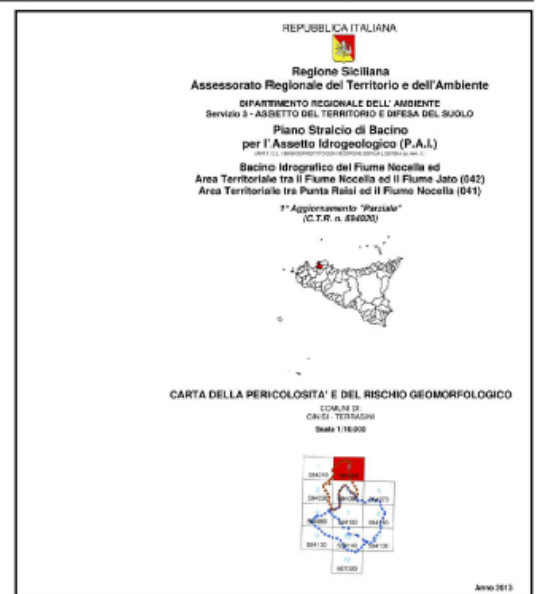 REPUBBLICA ITALIANA
Regione Siciliana
Assessorato Regionale del Territorio e dell'Ambiente
DIPARTIMENTO REGIONALE DELL' AMBIENTE
Servizio 3 - ASSETTO DEL TERRITORIO E DIFESA DEL SUOLO
Piano Stralcio di Bacino
per l'Assetto Idrogeologico (P.A.I.)
Bacino Idrografico del Fiume Nocella ed
Area Territoriale tra il Fiume Nocella ed il Fiume Jato (042)
Area Territoriale tra Punta Raisi ed il Fiume Nocella (041)
1° Aggiornamento "Parziale"
(C.T.R. n. 594020)
CARTA DELLA PERICOLOSITA' E DEL RISCHIO GEOMORFOLOGICO
COMUNI DI:
CINISI - TERRASINI
Scala 1:10.000
Anno 2013